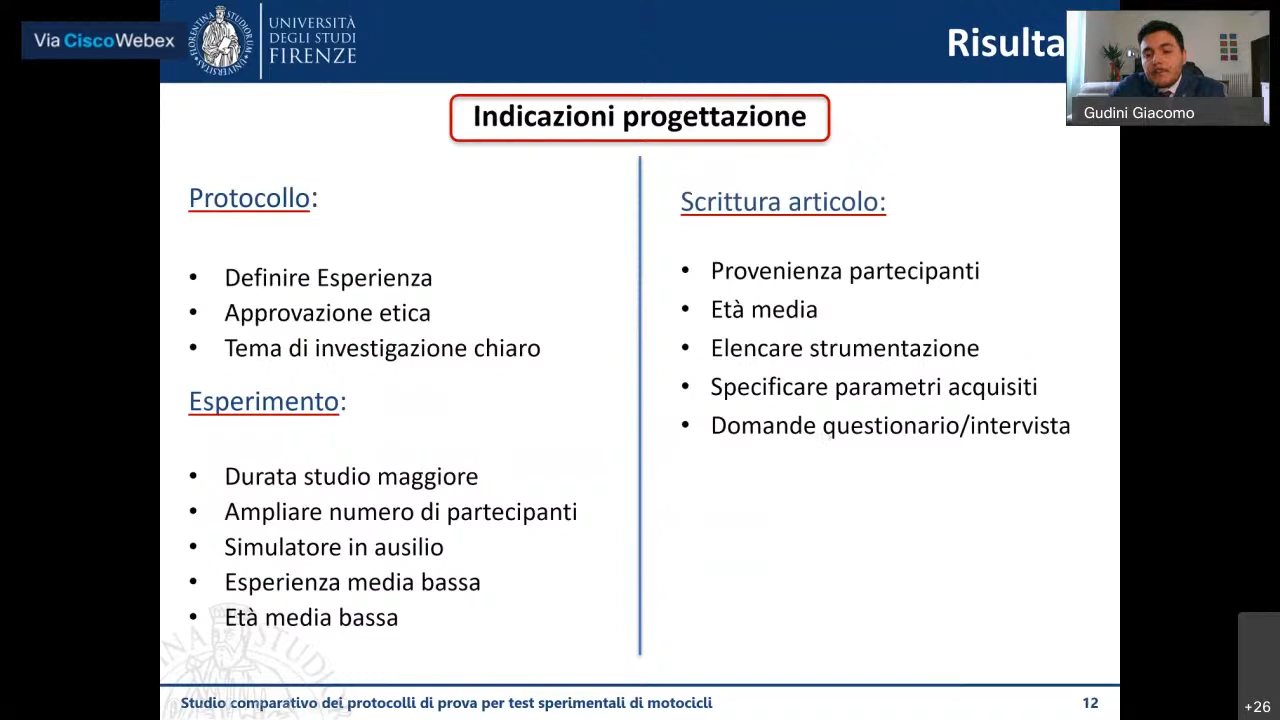 Via CiscoWebex
UNIVERSITÀ
DEGLI STUDI
FIRENZE
Risulta
Gudini Giacomo
Indicazioni progettazione
Protocollo:
• Definire Esperienza
• Approvazione etica
• Tema di investigazione chiaro
Esperimento:
• Durata studio maggiore
• Ampliare numero di partecipanti
• Simulatore in ausilio
• Esperienza media bassa
• Età media bassa
Scrittura articolo:
• Provenienza partecipanti
• Età media
• Elencare strumentazione
• Specificare parametri acquisiti
• Domande questionario/intervista
Studio comparativo dei protocolli di prova per test sperimentali di motocicli
12
+26